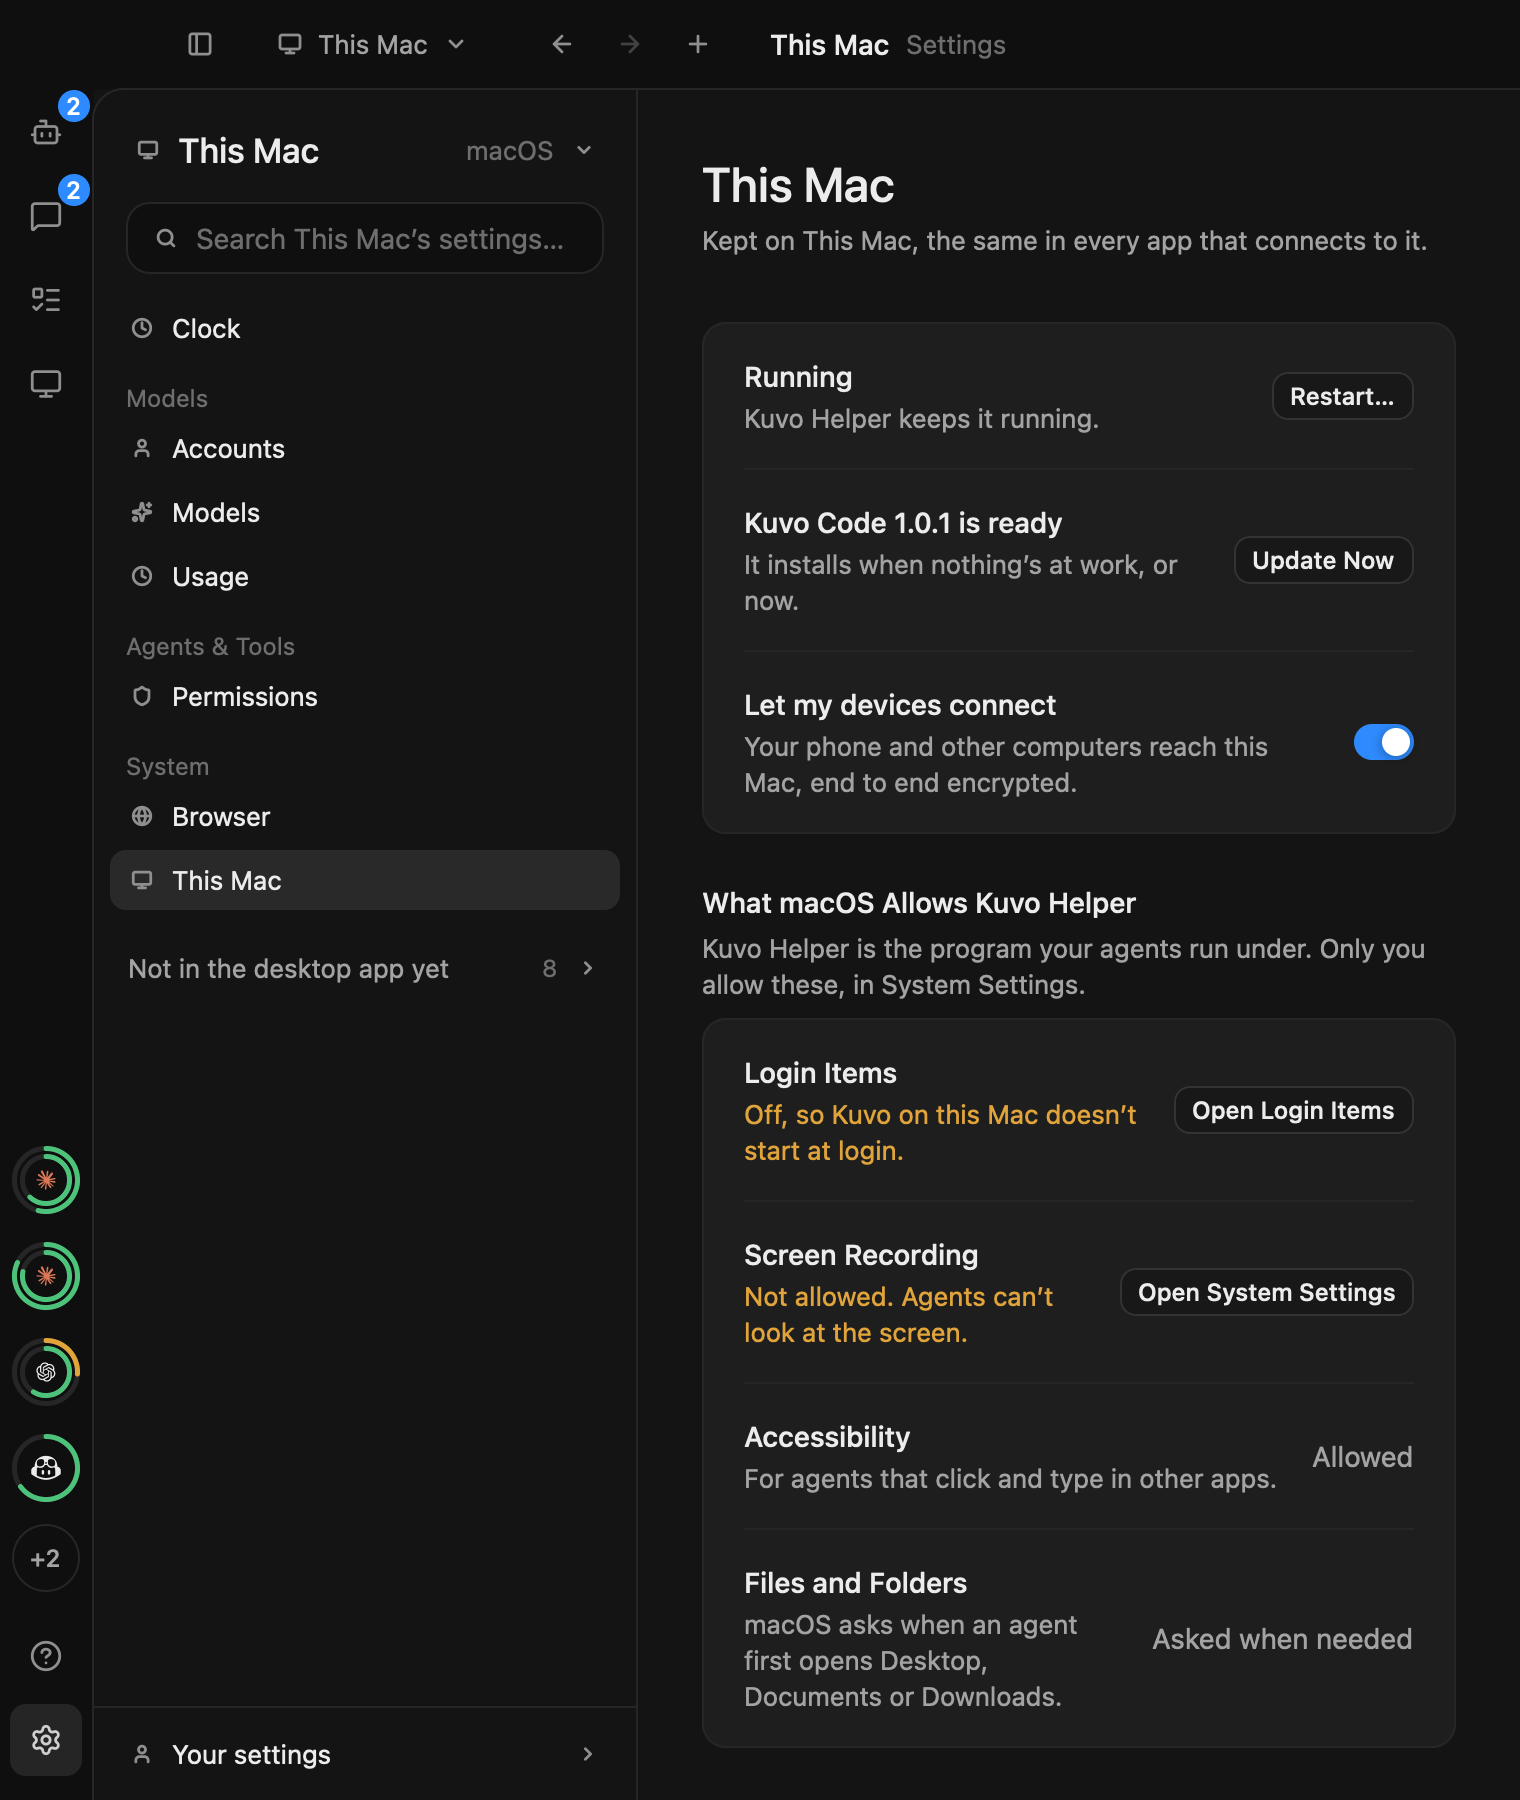 This Mac
This Mac Settings
2
2
This Mac macOS
Search This Mac’s settings...
Clock
Models
Accounts
Models
Usage
Agents & Tools
Permissions
System
Browser
This Mac
Not in the desktop app yet 8
+2
Your settings
This Mac
Kept on This Mac, the same in every app that connects to it.
Running
Kuvo Helper keeps it running.
Restart...
Kuvo Code 1.0.1 is ready
It installs when nothing’s at work, or
now.
Update Now
Let my devices connect
Your phone and other computers reach this
Mac, end to end encrypted.
What macOS Allows Kuvo Helper
Kuvo Helper is the program your agents run under. Only you
allow these, in System Settings.
Login Items
Off, so Kuvo on this Mac doesn’t
start at login.
Open Login Items
Screen Recording
Not allowed. Agents can’t
look at the screen.
Open System Settings
Accessibility
For agents that click and type in other apps.
Allowed
Files and Folders
macOS asks when an agent
first opens Desktop,
Documents or Downloads.
Asked when needed